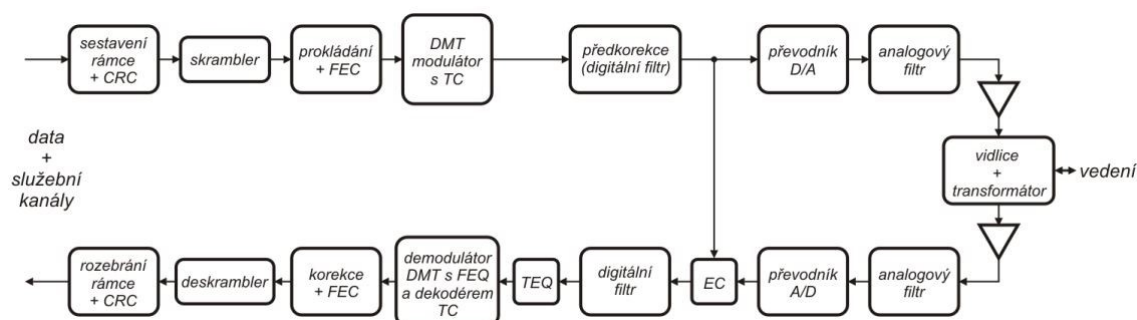 sestavení
rámce
+ CRC
skrambler
prokládání
+ FEC
DMT
modulátor
s TC
předkorekce
(digitální filtr)
převodník
D/A
analogový
filtr
data
+
služební
kanály
vidlice
+
transformátor
vedení
rozebrání
rámce
+ CRC
deskrambler
korekce
+ FEC
demodulátor
DMT s FEQ
a dekodérem
TC
TEQ
digitální
filtr
EC
převodník
A/D
analogový
filtr